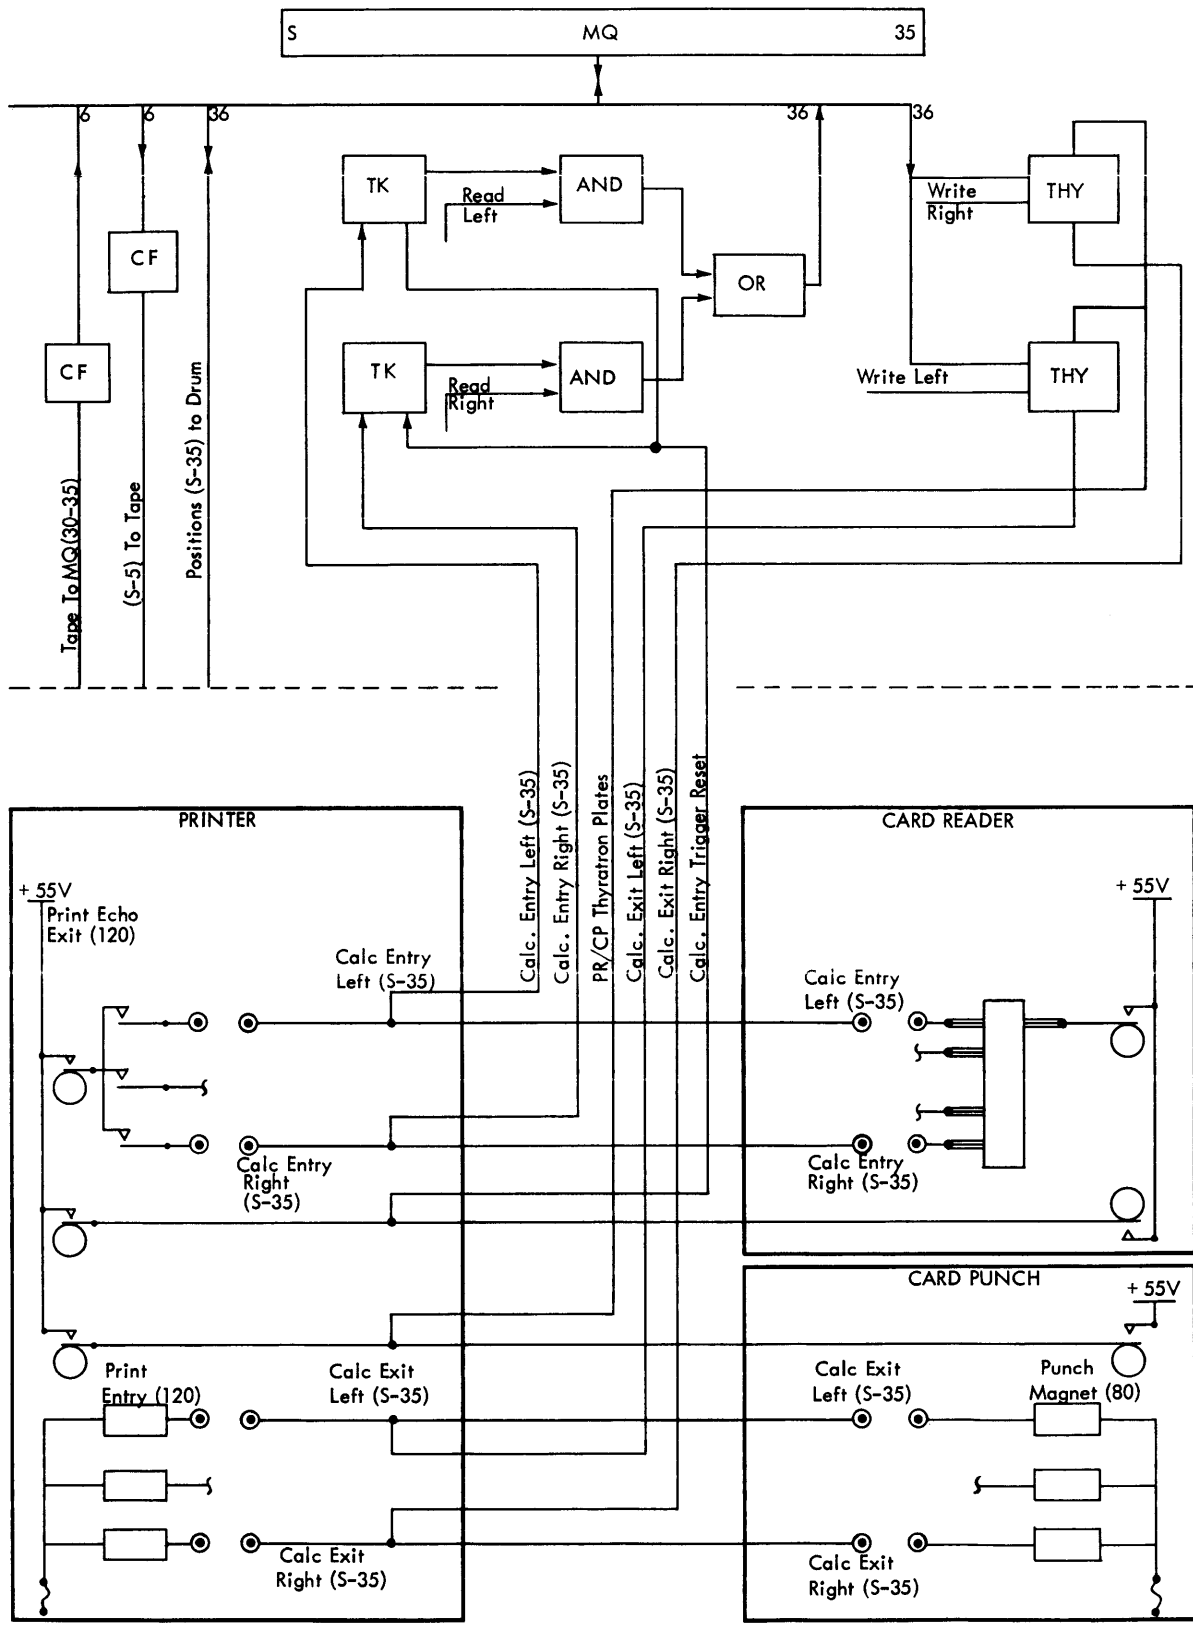 S MQ 35
6 6 36 36 36
TK
AND
Read
Left
Write
Right
THY
CF
OR
CF
TK
AND
Read
Right
Write Left
THY
Tape To MQ(30-35)
(S-5) To Tape
Positions (S-35) to Drum
Calc. Entry Left (S-35)
Calc. Entry Right (S-35)
PR/CP Thyratron Plates
Calc. Exit Left (S-35)
Calc. Exit Right (S-35)
Calc. Entry Trigger Reset
PRINTER
+ 55V
Print Echo
Exit (120)
Calc Entry
Left (S-35)
Calc Entry
Right
(S-35)
Print
Entry (120)
Calc Exit
Left (S-35)
Calc Exit
Right (S-35)
CARD READER
+ 55V
Calc Entry
Left (S-35)
Calc Entry
Right (S-35)
CARD PUNCH
+ 55V
Calc Exit
Left (S-35)
Punch
Magnet (80)
Calc Exit
Right (S-35)